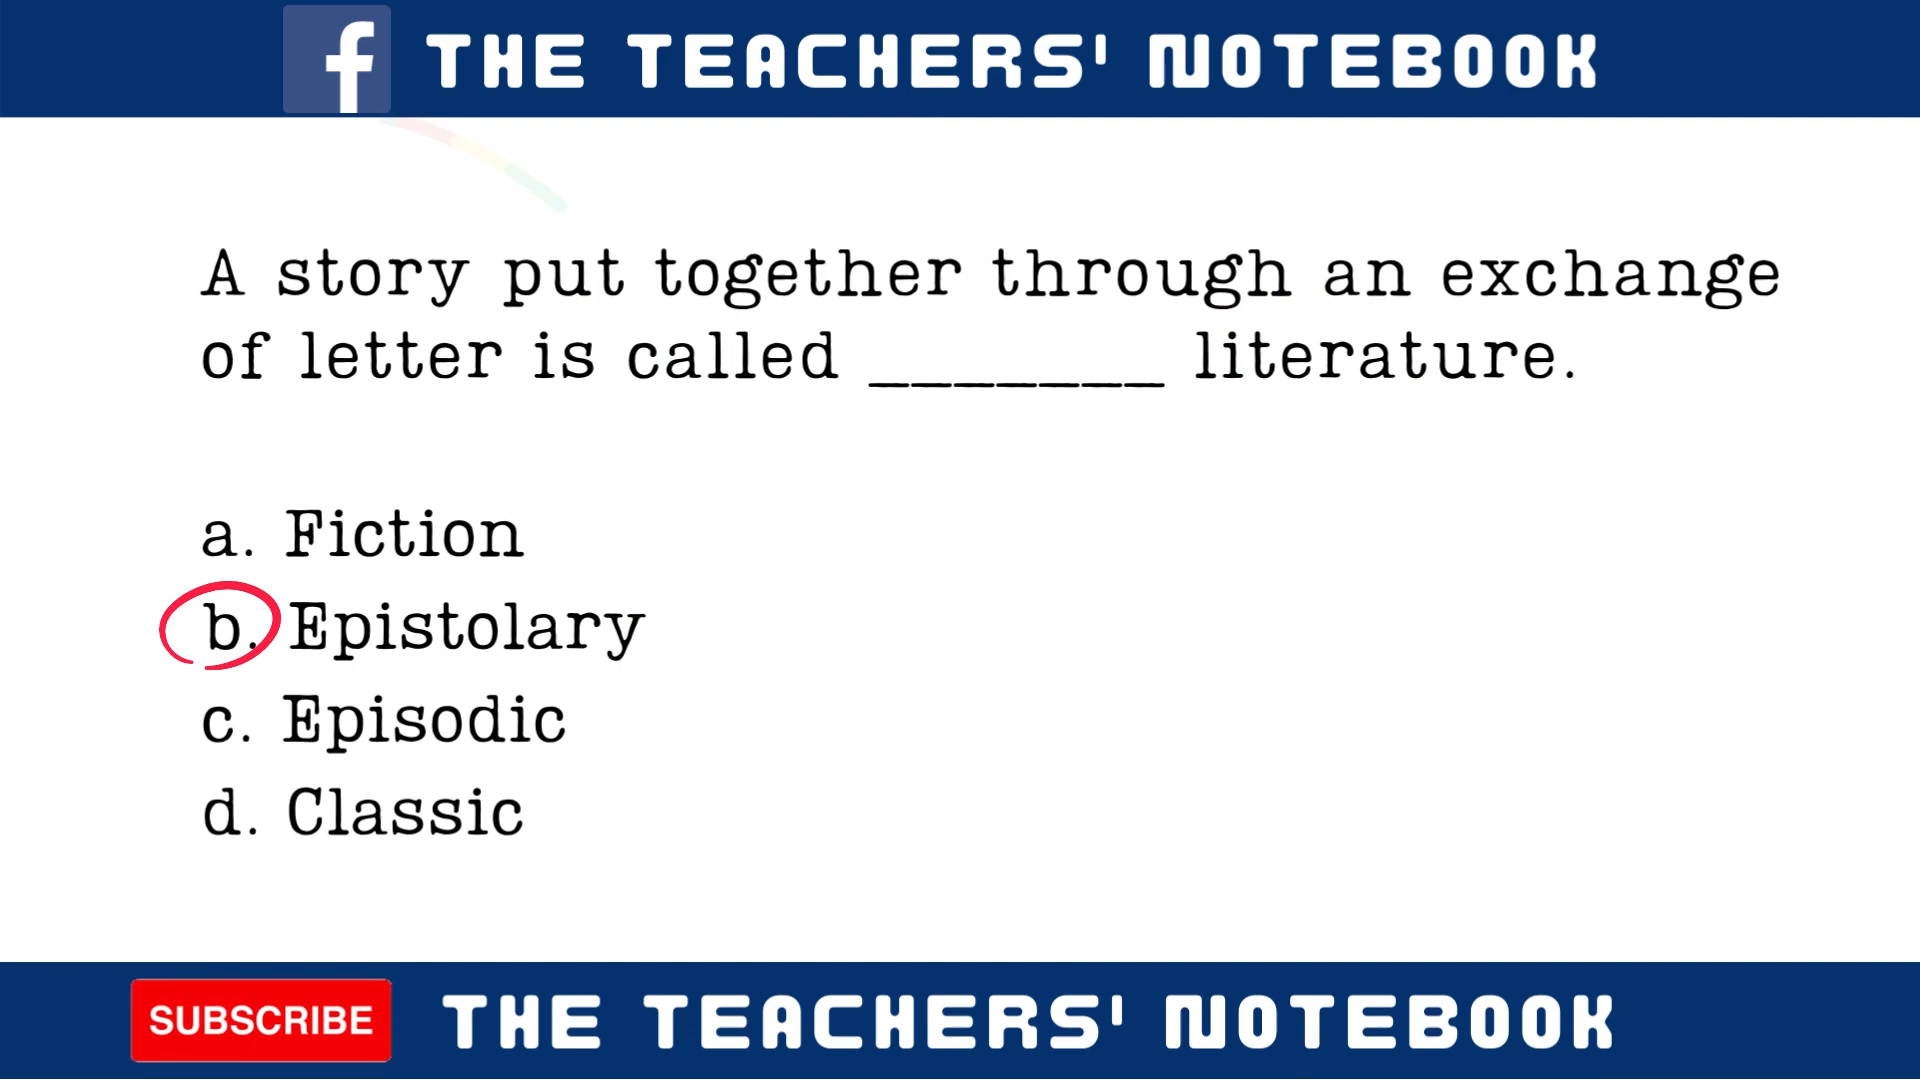 THE TEACHERS' NOTEBOOK
A story put together through an exchange
of letter is called _______ literature.
a. Fiction
b. Epistolary
c. Episodic
d. Classic
SUBSCRIBE THE TEACHERS' NOTEBOOK